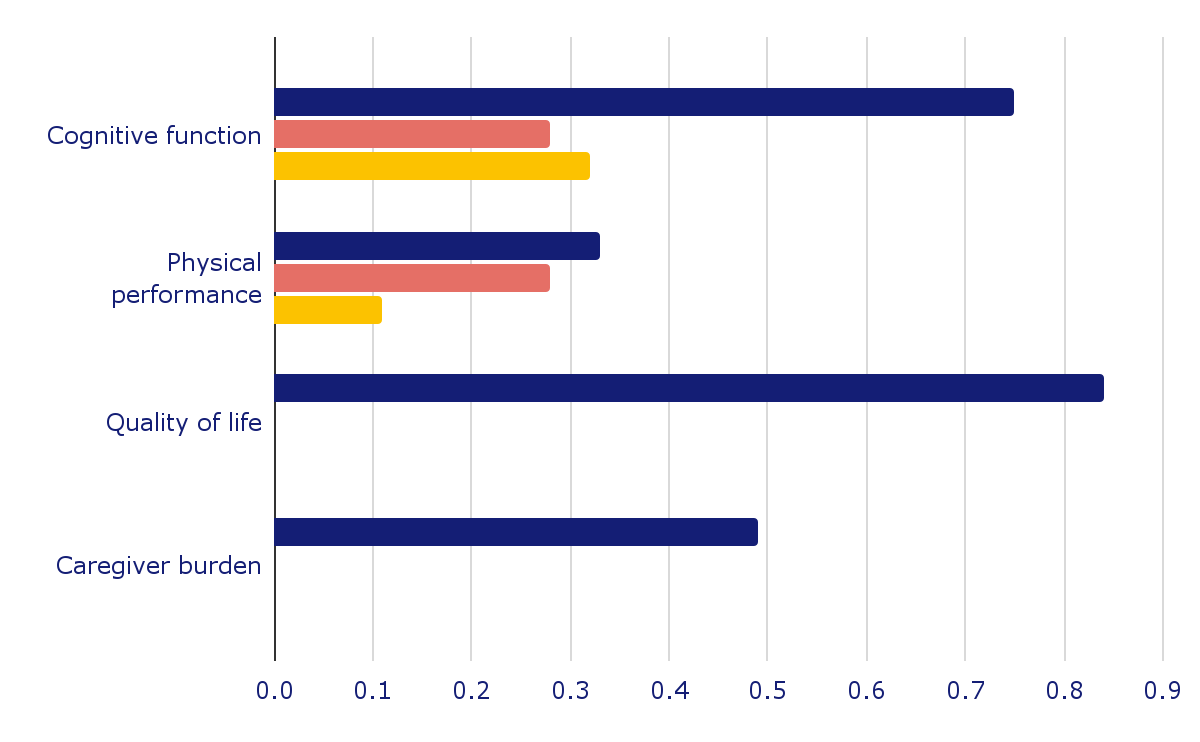 Cognitive function
Physical
performance
Quality of life
Caregiver burden
0.0 0.1 0.2 0.3 0.4 0.5 0.6 0.7 0.8 0.9